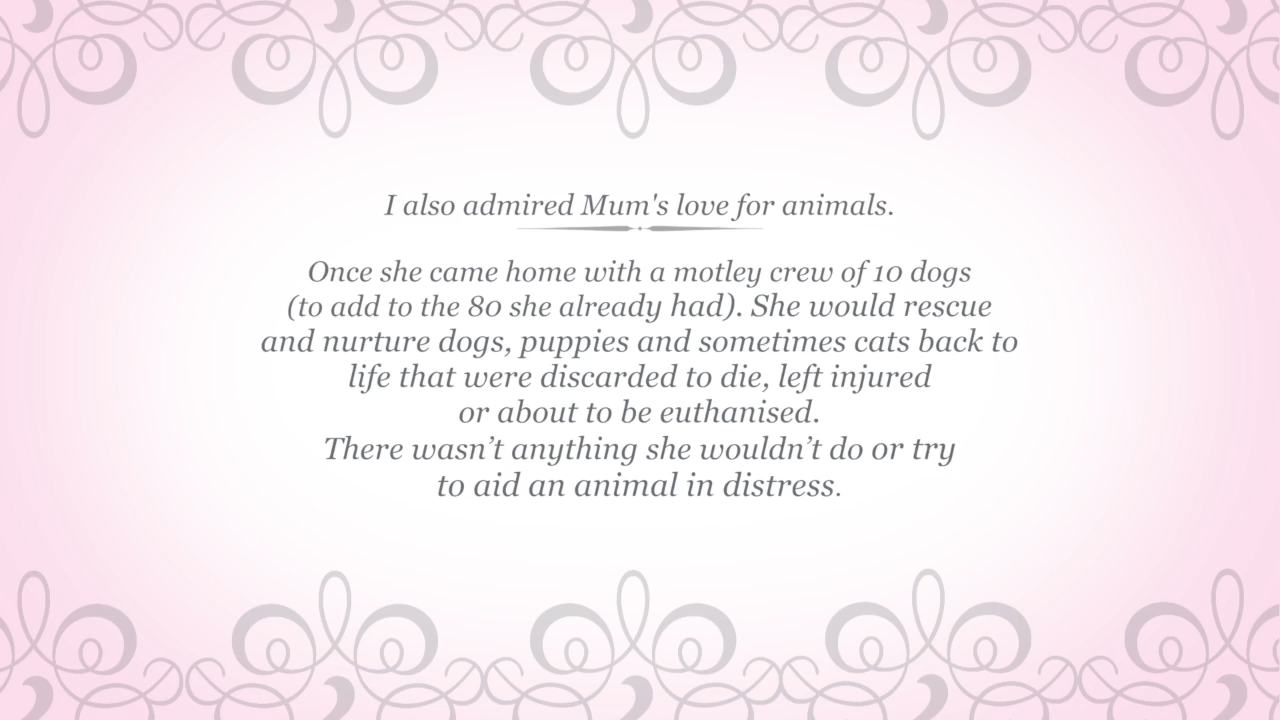 I also admired Mum's love for animals.
Once she came home with a motley crew of 10 dogs
(to add to the 80 she already had). She would rescue
and nurture dogs, puppies and sometimes cats back to
life that were discarded to die, left injured
or about to be euthanised.
There wasn’t anything she wouldn’t do or try
to aid an animal in distress.